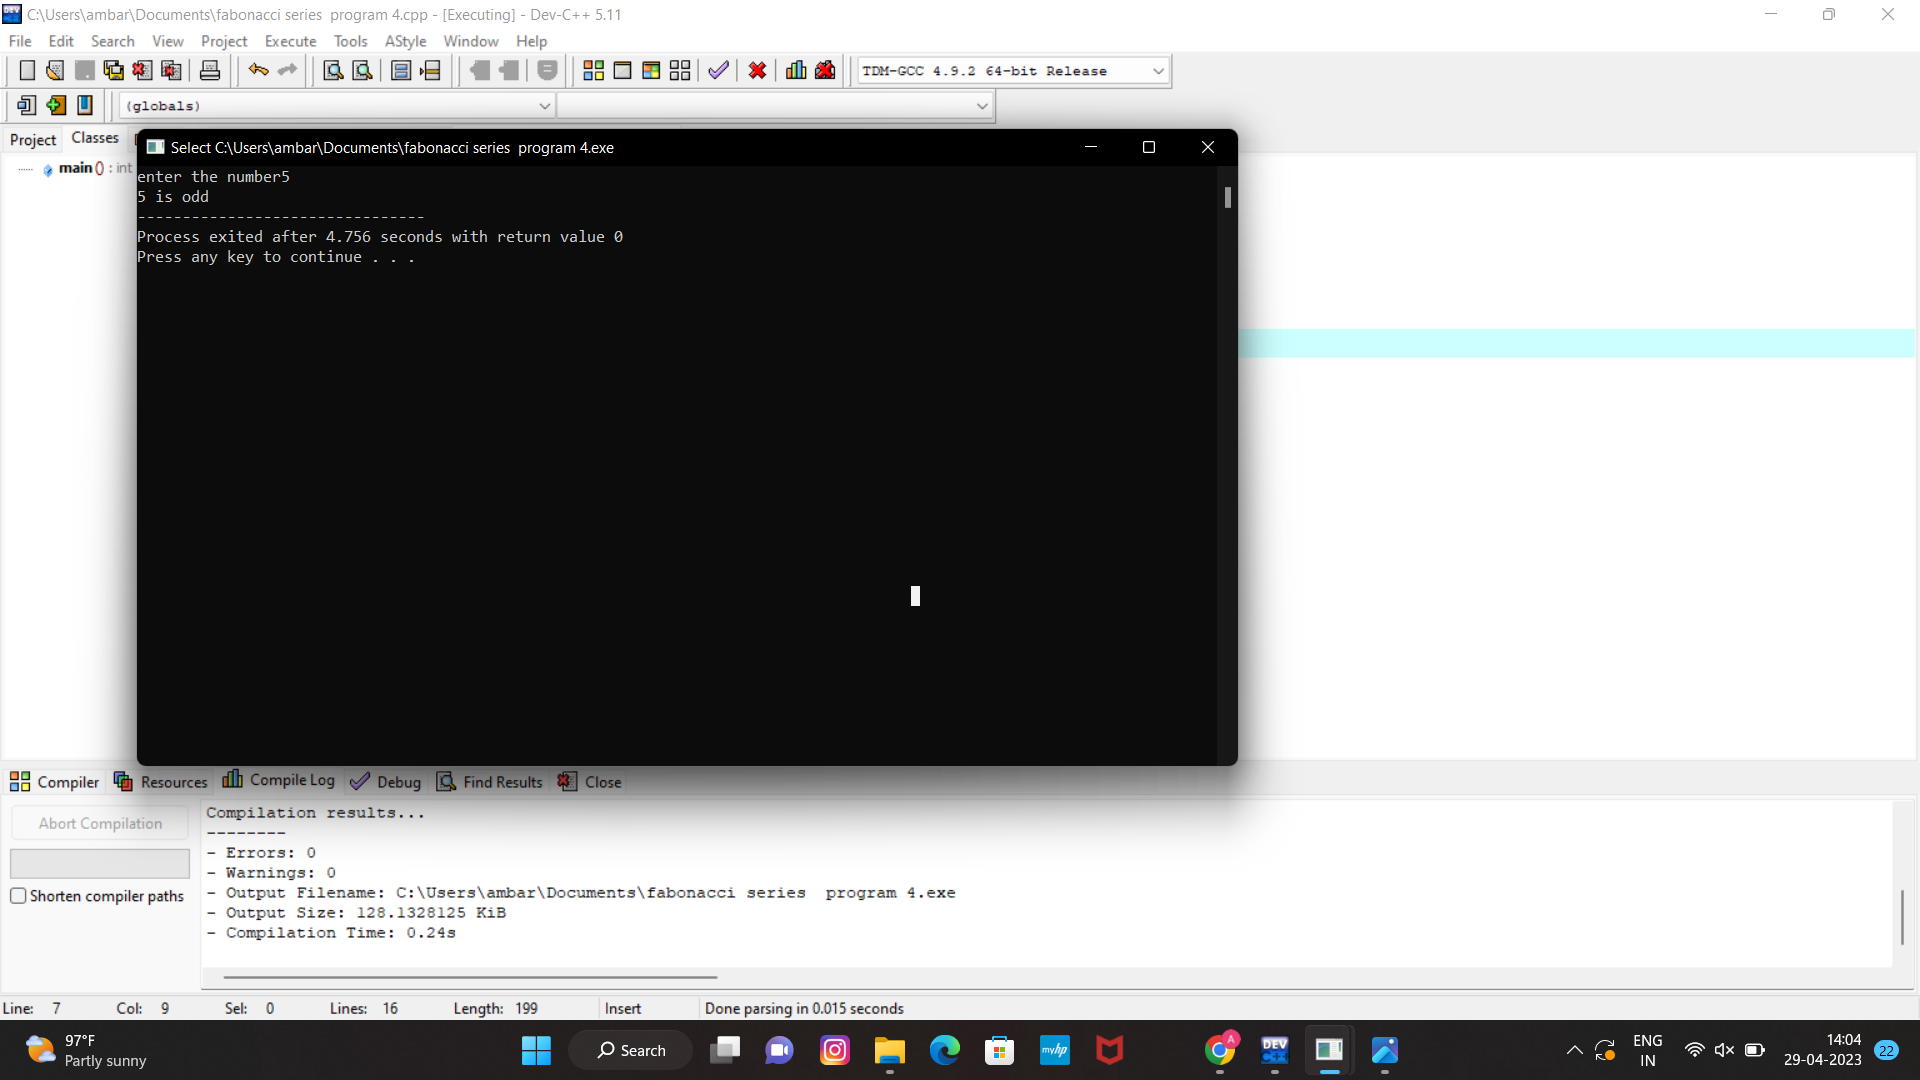 C:\Users\ambar\Documents\fabonacci series  program 4.cpp - [Executing] - Dev-C++ 5.11
File Edit Search View Project Execute Tools AStyle Window Help
TDM-GCC 4.9.2 64-bit Release
(globals)
Project Classes
main () : int
Select C:\Users\ambar\Documents\fabonacci series  program 4.exe
enter the number5
5 is odd
--------------------------------
Process exited after 4.756 seconds with return value 0
Press any key to continue . . .
Compiler Resources Compile Log Debug Find Results Close
Abort Compilation
Shorten compiler paths
Compilation results...
--------
- Errors: 0
- Warnings: 0
- Output Filename: C:\Users\ambar\Documents\fabonacci series  program 4.exe
- Output Size: 128.1328125 KiB
- Compilation Time: 0.24s
Line: 7 Col: 9 Sel: 0 Lines: 16 Length: 199 Insert Done parsing in 0.015 seconds
97°F
Partly sunny
Search
myhp
A
DEV
C++
ENG
IN
14:04
29-04-2023
22